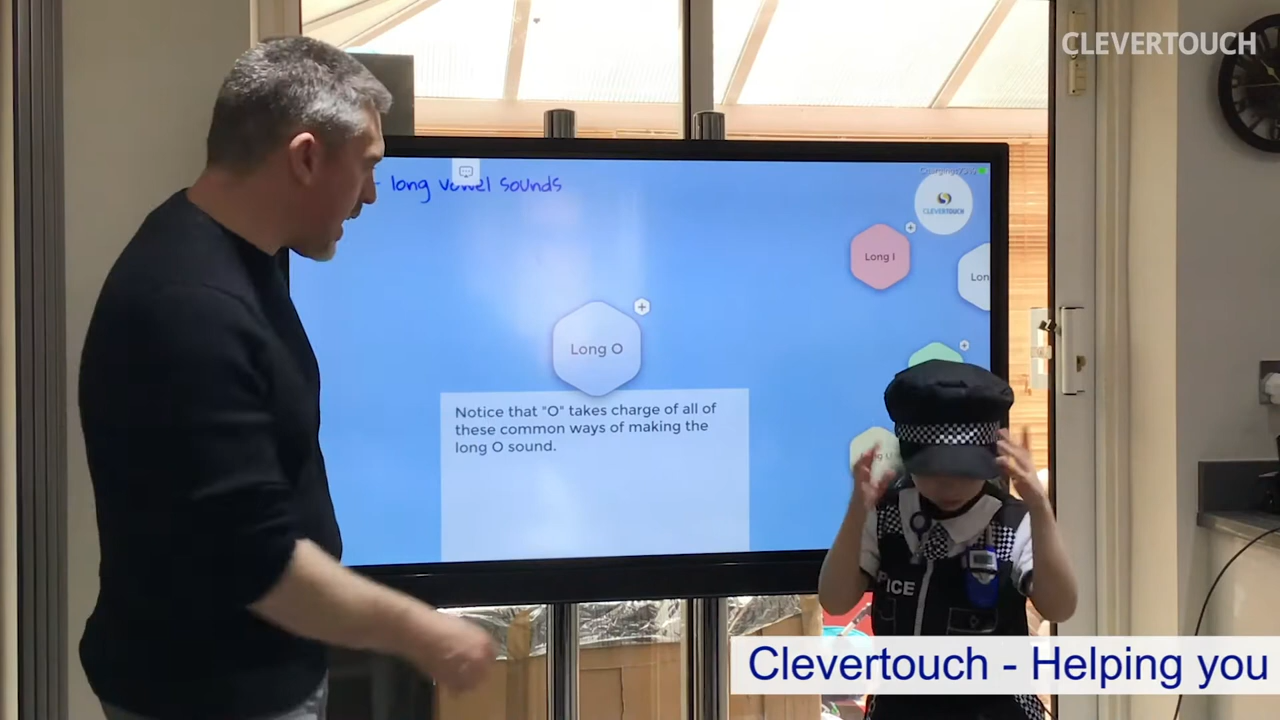 CLEVERTOUCH
- long vowel sounds
CLEVERTOUCH
Long I
Lon
Long O
Notice that "O" takes charge of all of
these common ways of making the
long O sound.
Clevertouch - Helping you